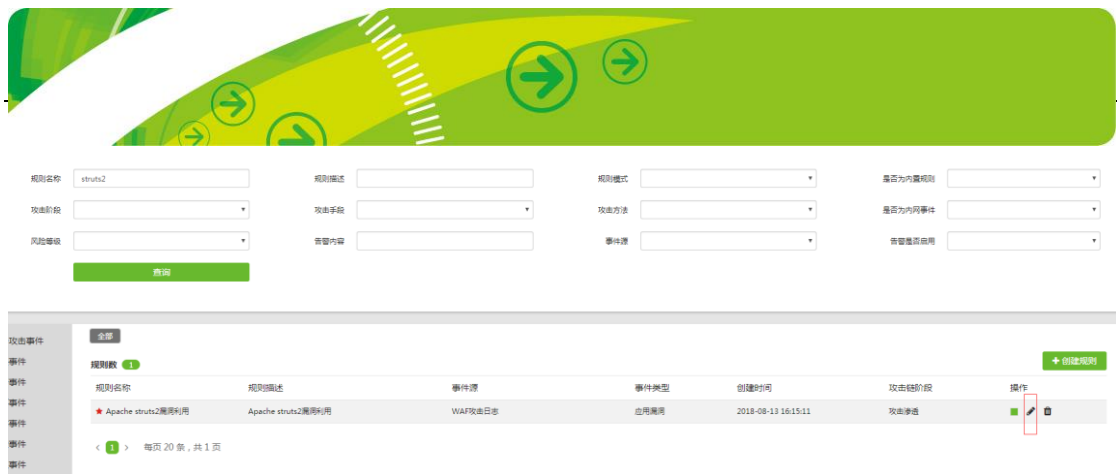 规则名称 struts2 规则描述 规则模式 是否为内置规则
攻击阶段 攻击手段 攻击方法 是否为内网事件
风险等级 告警内容 事件源 告警是否启用
查询
攻击事件
事件
事件
事件
事件
事件
事件
全部
规则数 1
+ 创建规则
规则名称 规则描述 事件源 事件类型 创建时间 攻击链阶段 操作
Apache struts2漏洞利用 Apache struts2漏洞利用 WAF攻击日志 应用漏洞 2018-08-13 16:15:11 攻击渗透
< 1 > 每页 20 条，共 1 页